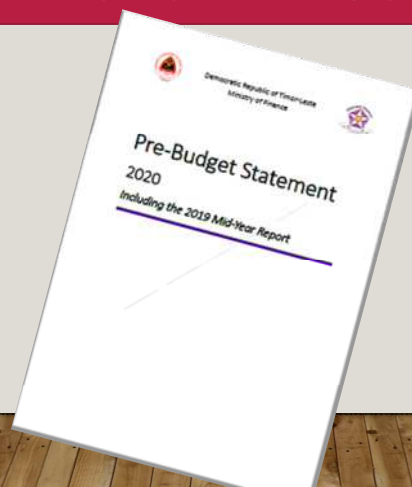 Democratic Republic of Timor-Leste
Ministry of Finance
Pre-Budget Statement
2020
Including the 2019 Mid-Year Report